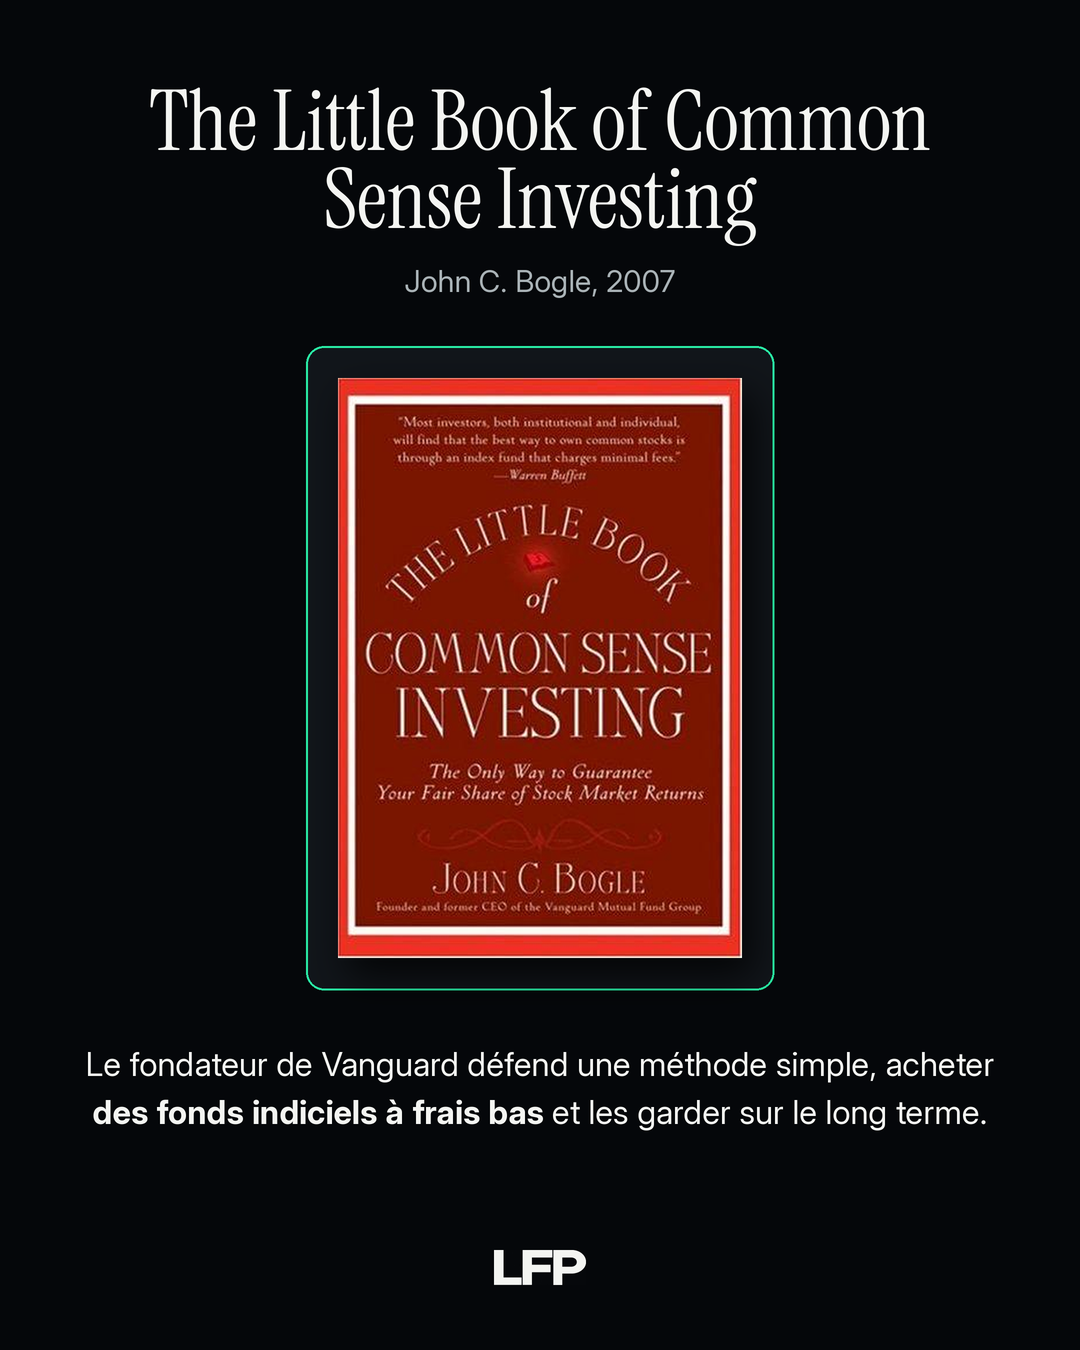 The Little Book of Common
Sense Investing
John C. Bogle, 2007
"Most investors, both institutional and individual,
will find that the best way to own common stocks is
through an index fund that charges minimal fees."
—Warren Buffett
THE LITTLE BOOK
of
COMMON SENSE
INVESTING
The Only Way to Guarantee
Your Fair Share of Stock Market Returns
JOHN C. BOGLE
Founder and former CEO of the Vanguard Mutual Fund Group
Le fondateur de Vanguard défend une méthode simple, acheter
des fonds indiciels à frais bas et les garder sur le long terme.
LFP